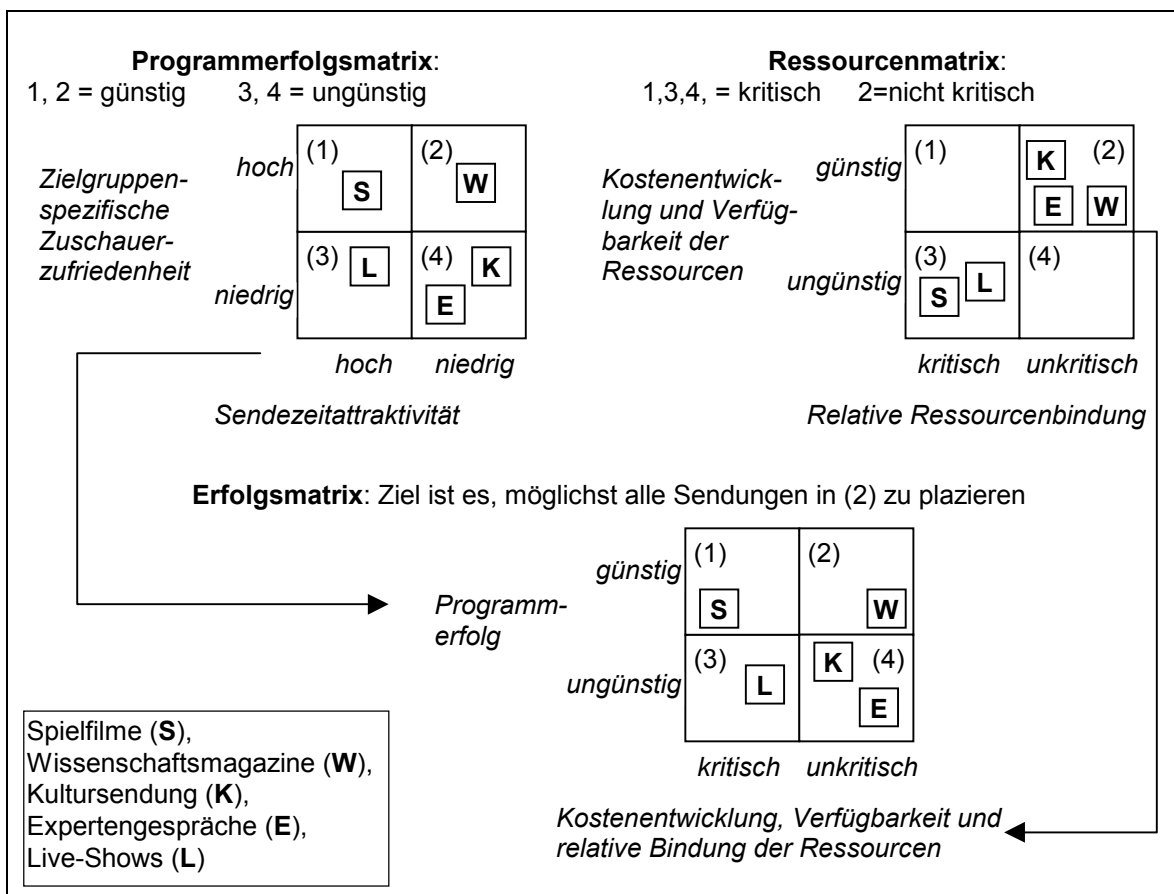 Programmerfolgsmatrix:
1, 2 = günstig 3, 4 = ungünstig
hoch
(1)
(2)
S
W
Zielgruppen-
spezifische
Zuschauer-
zufriedenheit
niedrig
(3)
L
(4)
K
E
hoch niedrig
Sendezeitattraktivität
Ressourcenmatrix:
1,3,4, = kritisch 2=nicht kritisch
günstig
(1)
K
(2)
E
W
Kostenentwick-
lung und Verfüg-
barkeit der
Ressourcen
ungünstig
(3)
S
L
(4)
kritisch unkritisch
Relative Ressourcenbindung
Erfolgsmatrix: Ziel ist es, möglichst alle Sendungen in (2) zu plazieren
günstig
(1)
(2)
S
W
Programm-
erfolg
ungünstig
(3)
L
K
(4)
E
kritisch unkritisch
Kostenentwicklung, Verfügbarkeit und
relative Bindung der Ressourcen
Spielfilme (S),
Wissenschaftsmagazine (W),
Kultursendung (K),
Expertengespräche (E),
Live-Shows (L)